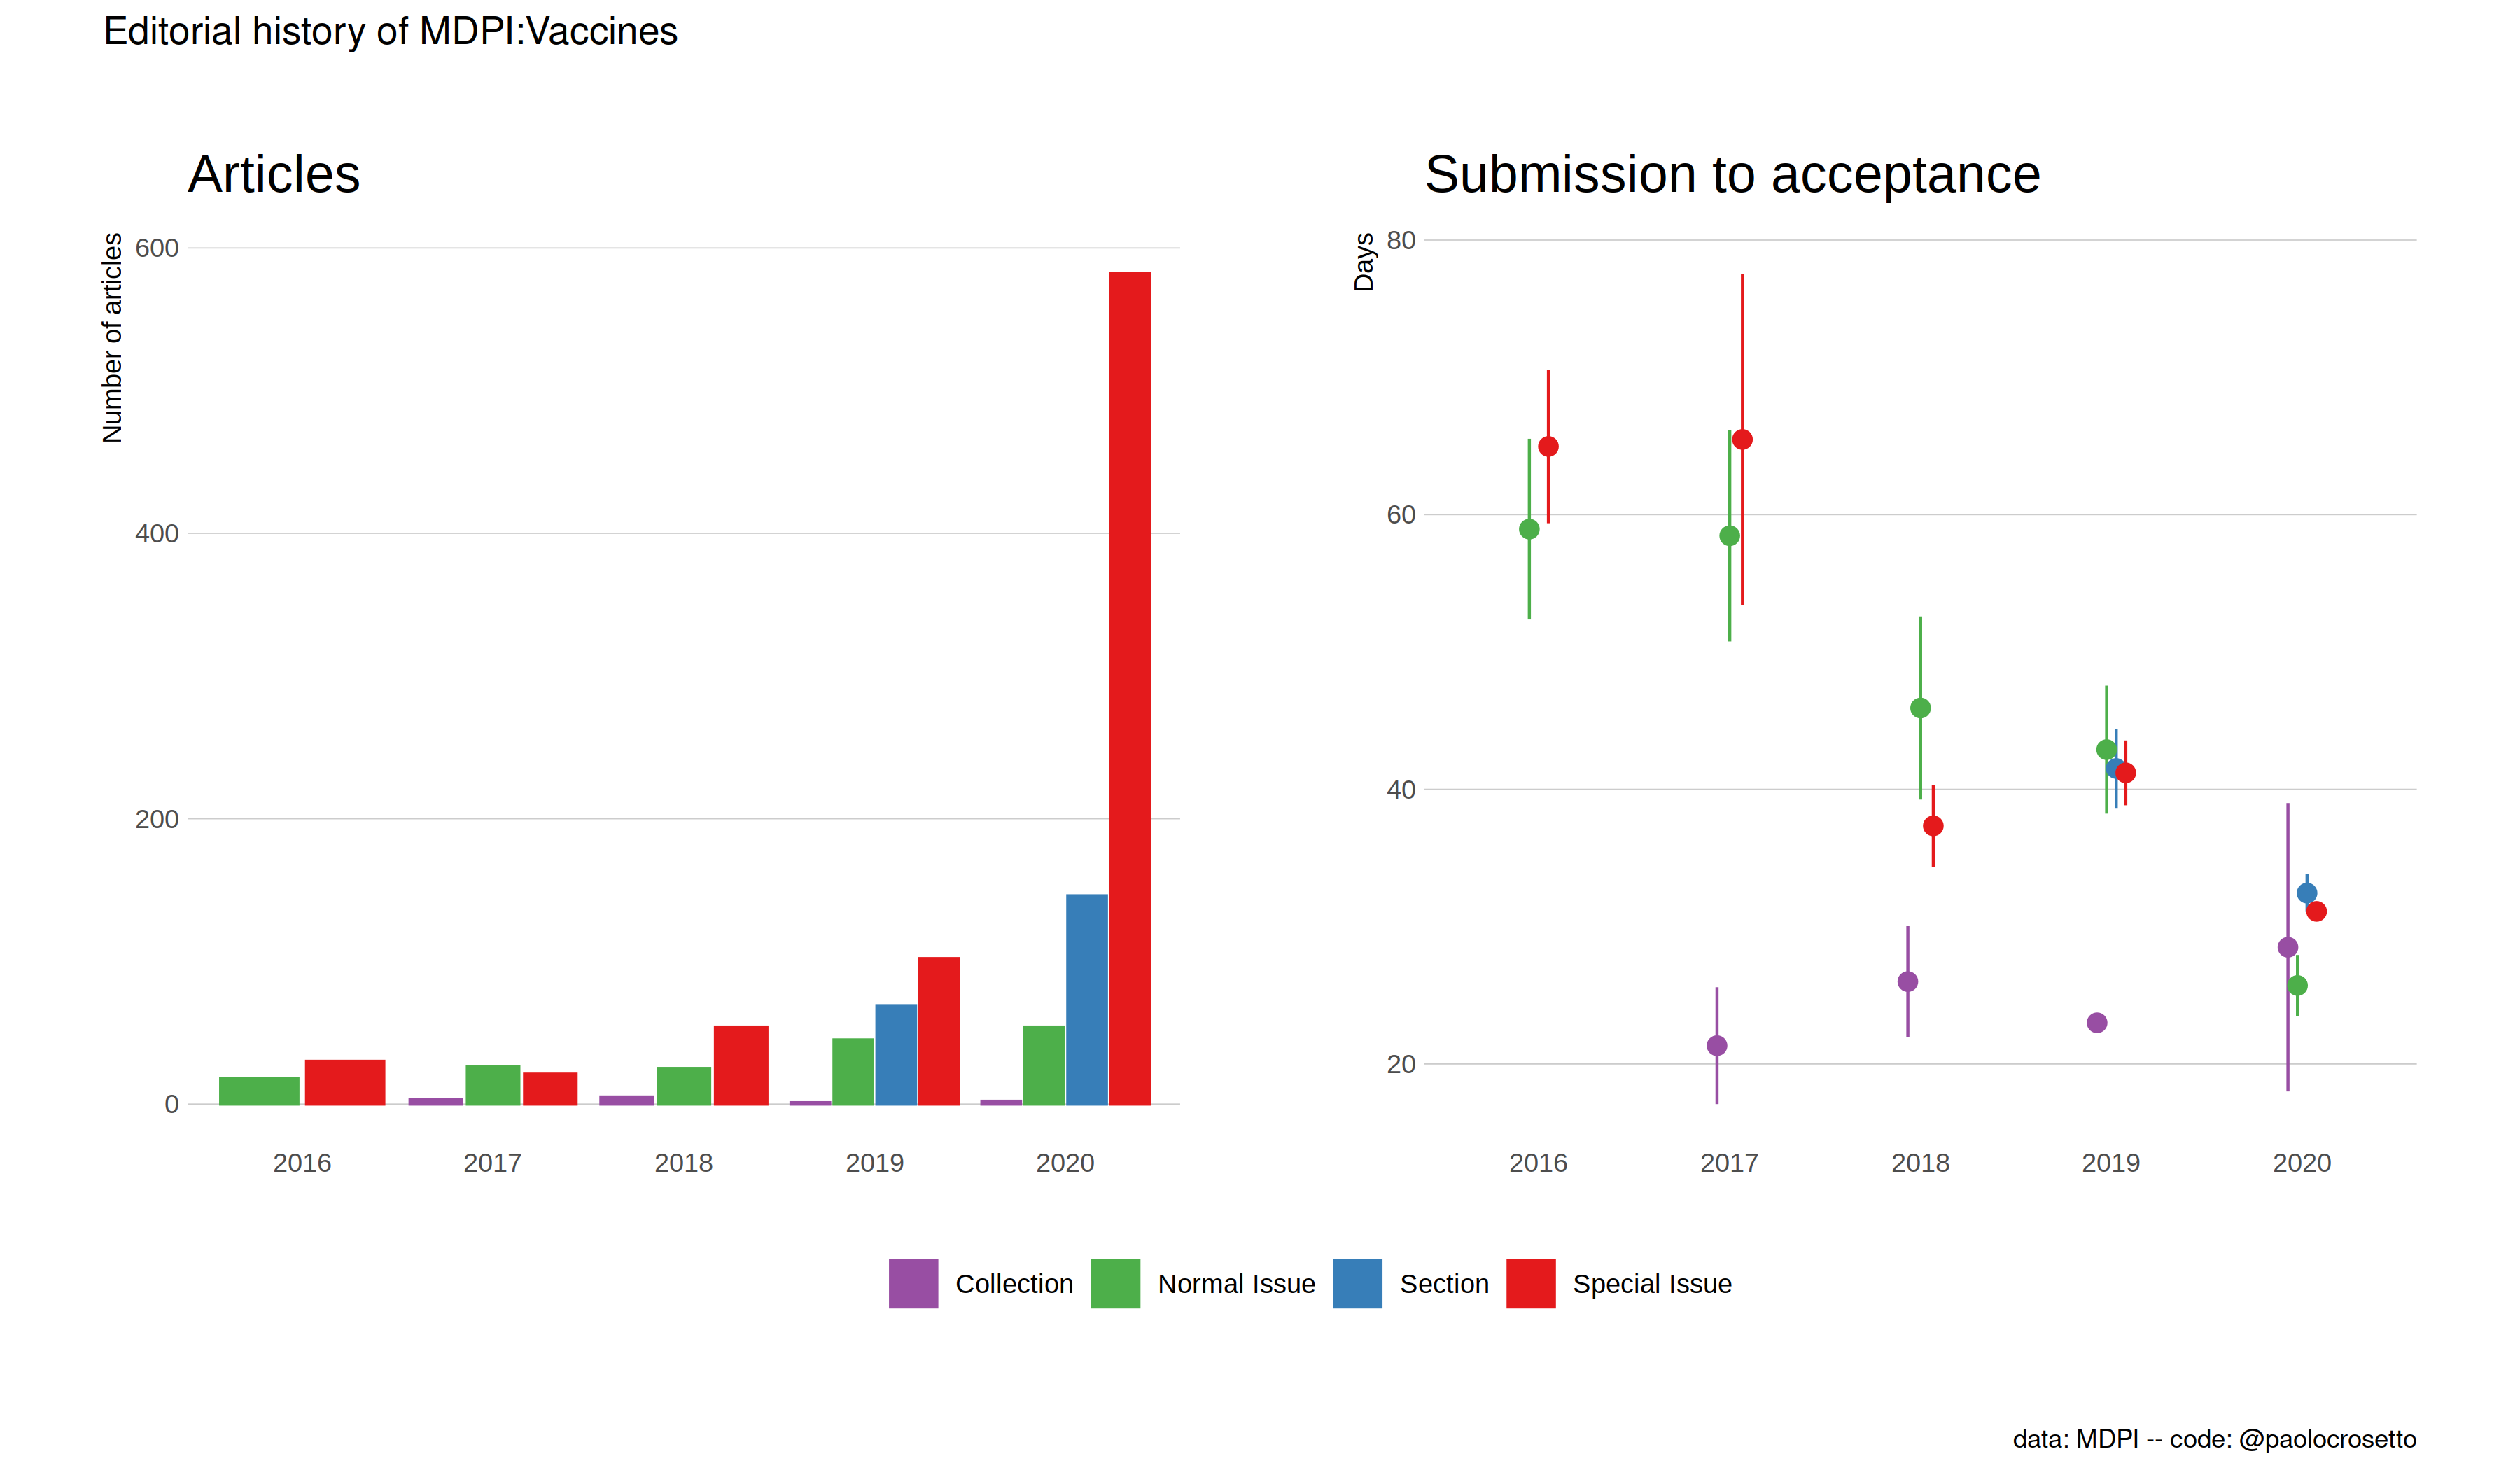 Editorial history of MDPI:Vaccines
Articles
Number of articles
600
400
200
0
2016 2017 2018 2019 2020
Submission to acceptance
Days
80
60
40
20
2016 2017 2018 2019 2020
Collection Normal Issue Section Special Issue
data: MDPI -- code: @paolocrosetto